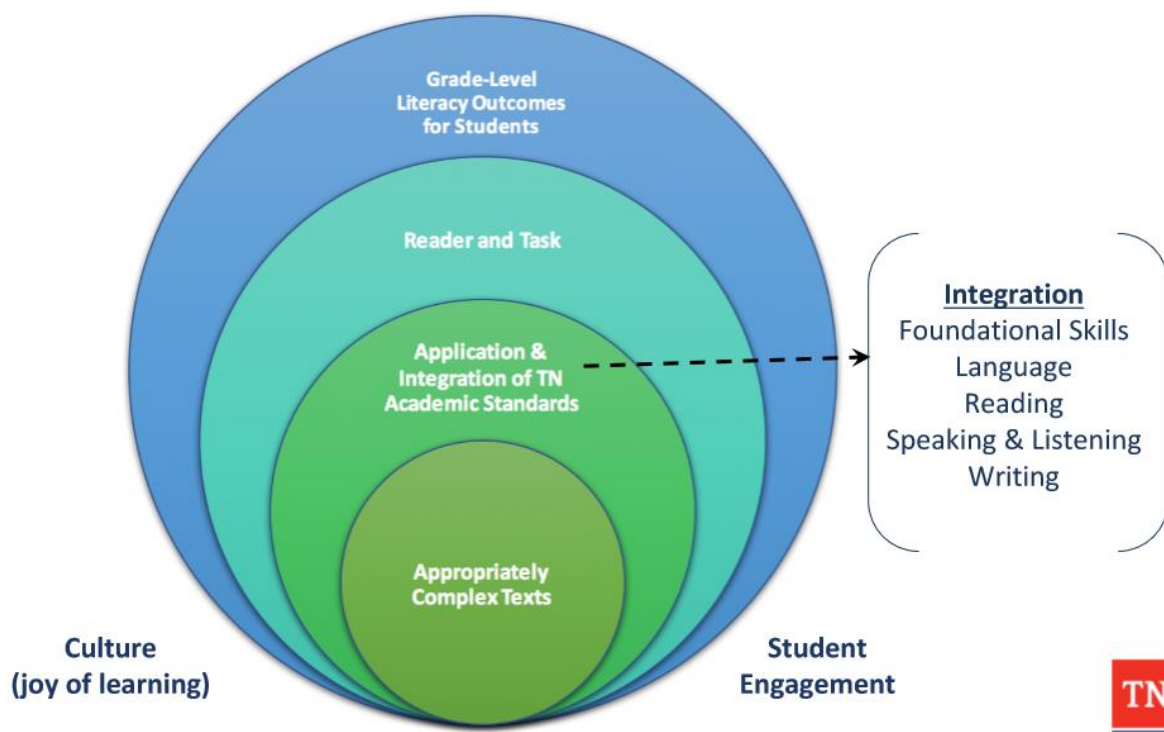 Grade-Level
Literacy Outcomes
for Students
Reader and Task
Application &
Integration of TN
Academic Standards
Appropriately
Complex Texts
Integration
Foundational Skills
Language
Reading
Speaking & Listening
Writing
Culture
(joy of learning)
Student
Engagement
TN